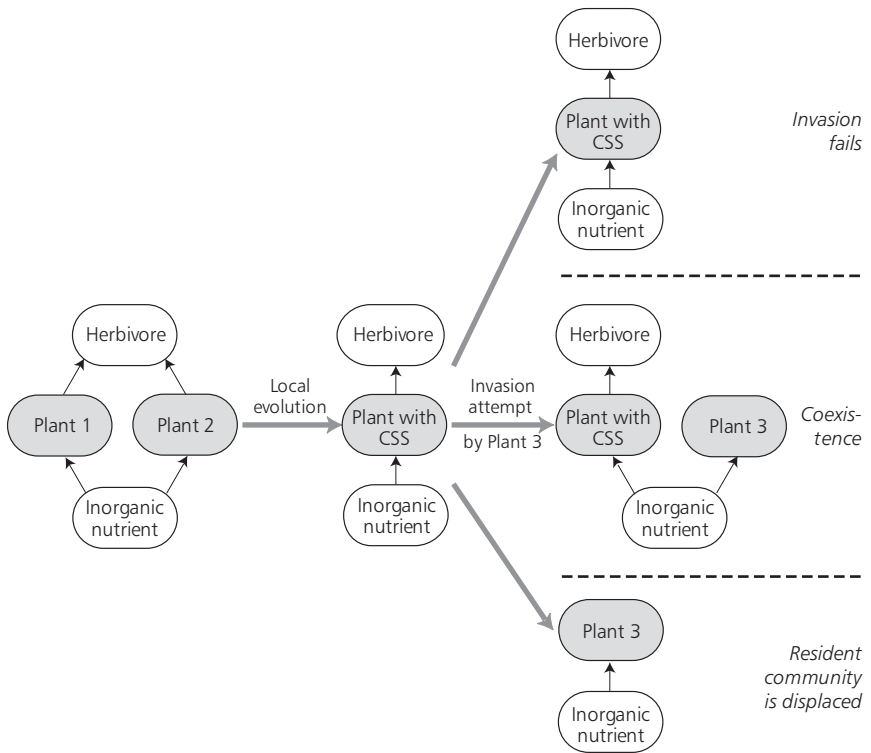 Herbivore
Plant with
CSS
Inorganic
nutrient
Invasion
fails
Herbivore
Plant 1
Plant 2
Inorganic
nutrient
Local
evolution
Herbivore
Plant with
CSS
Inorganic
nutrient
Invasion
attempt
by Plant 3
Herbivore
Plant with
CSS
Plant 3
Inorganic
nutrient
Coexis-
tence
Plant 3
Inorganic
nutrient
Resident
community
is displaced